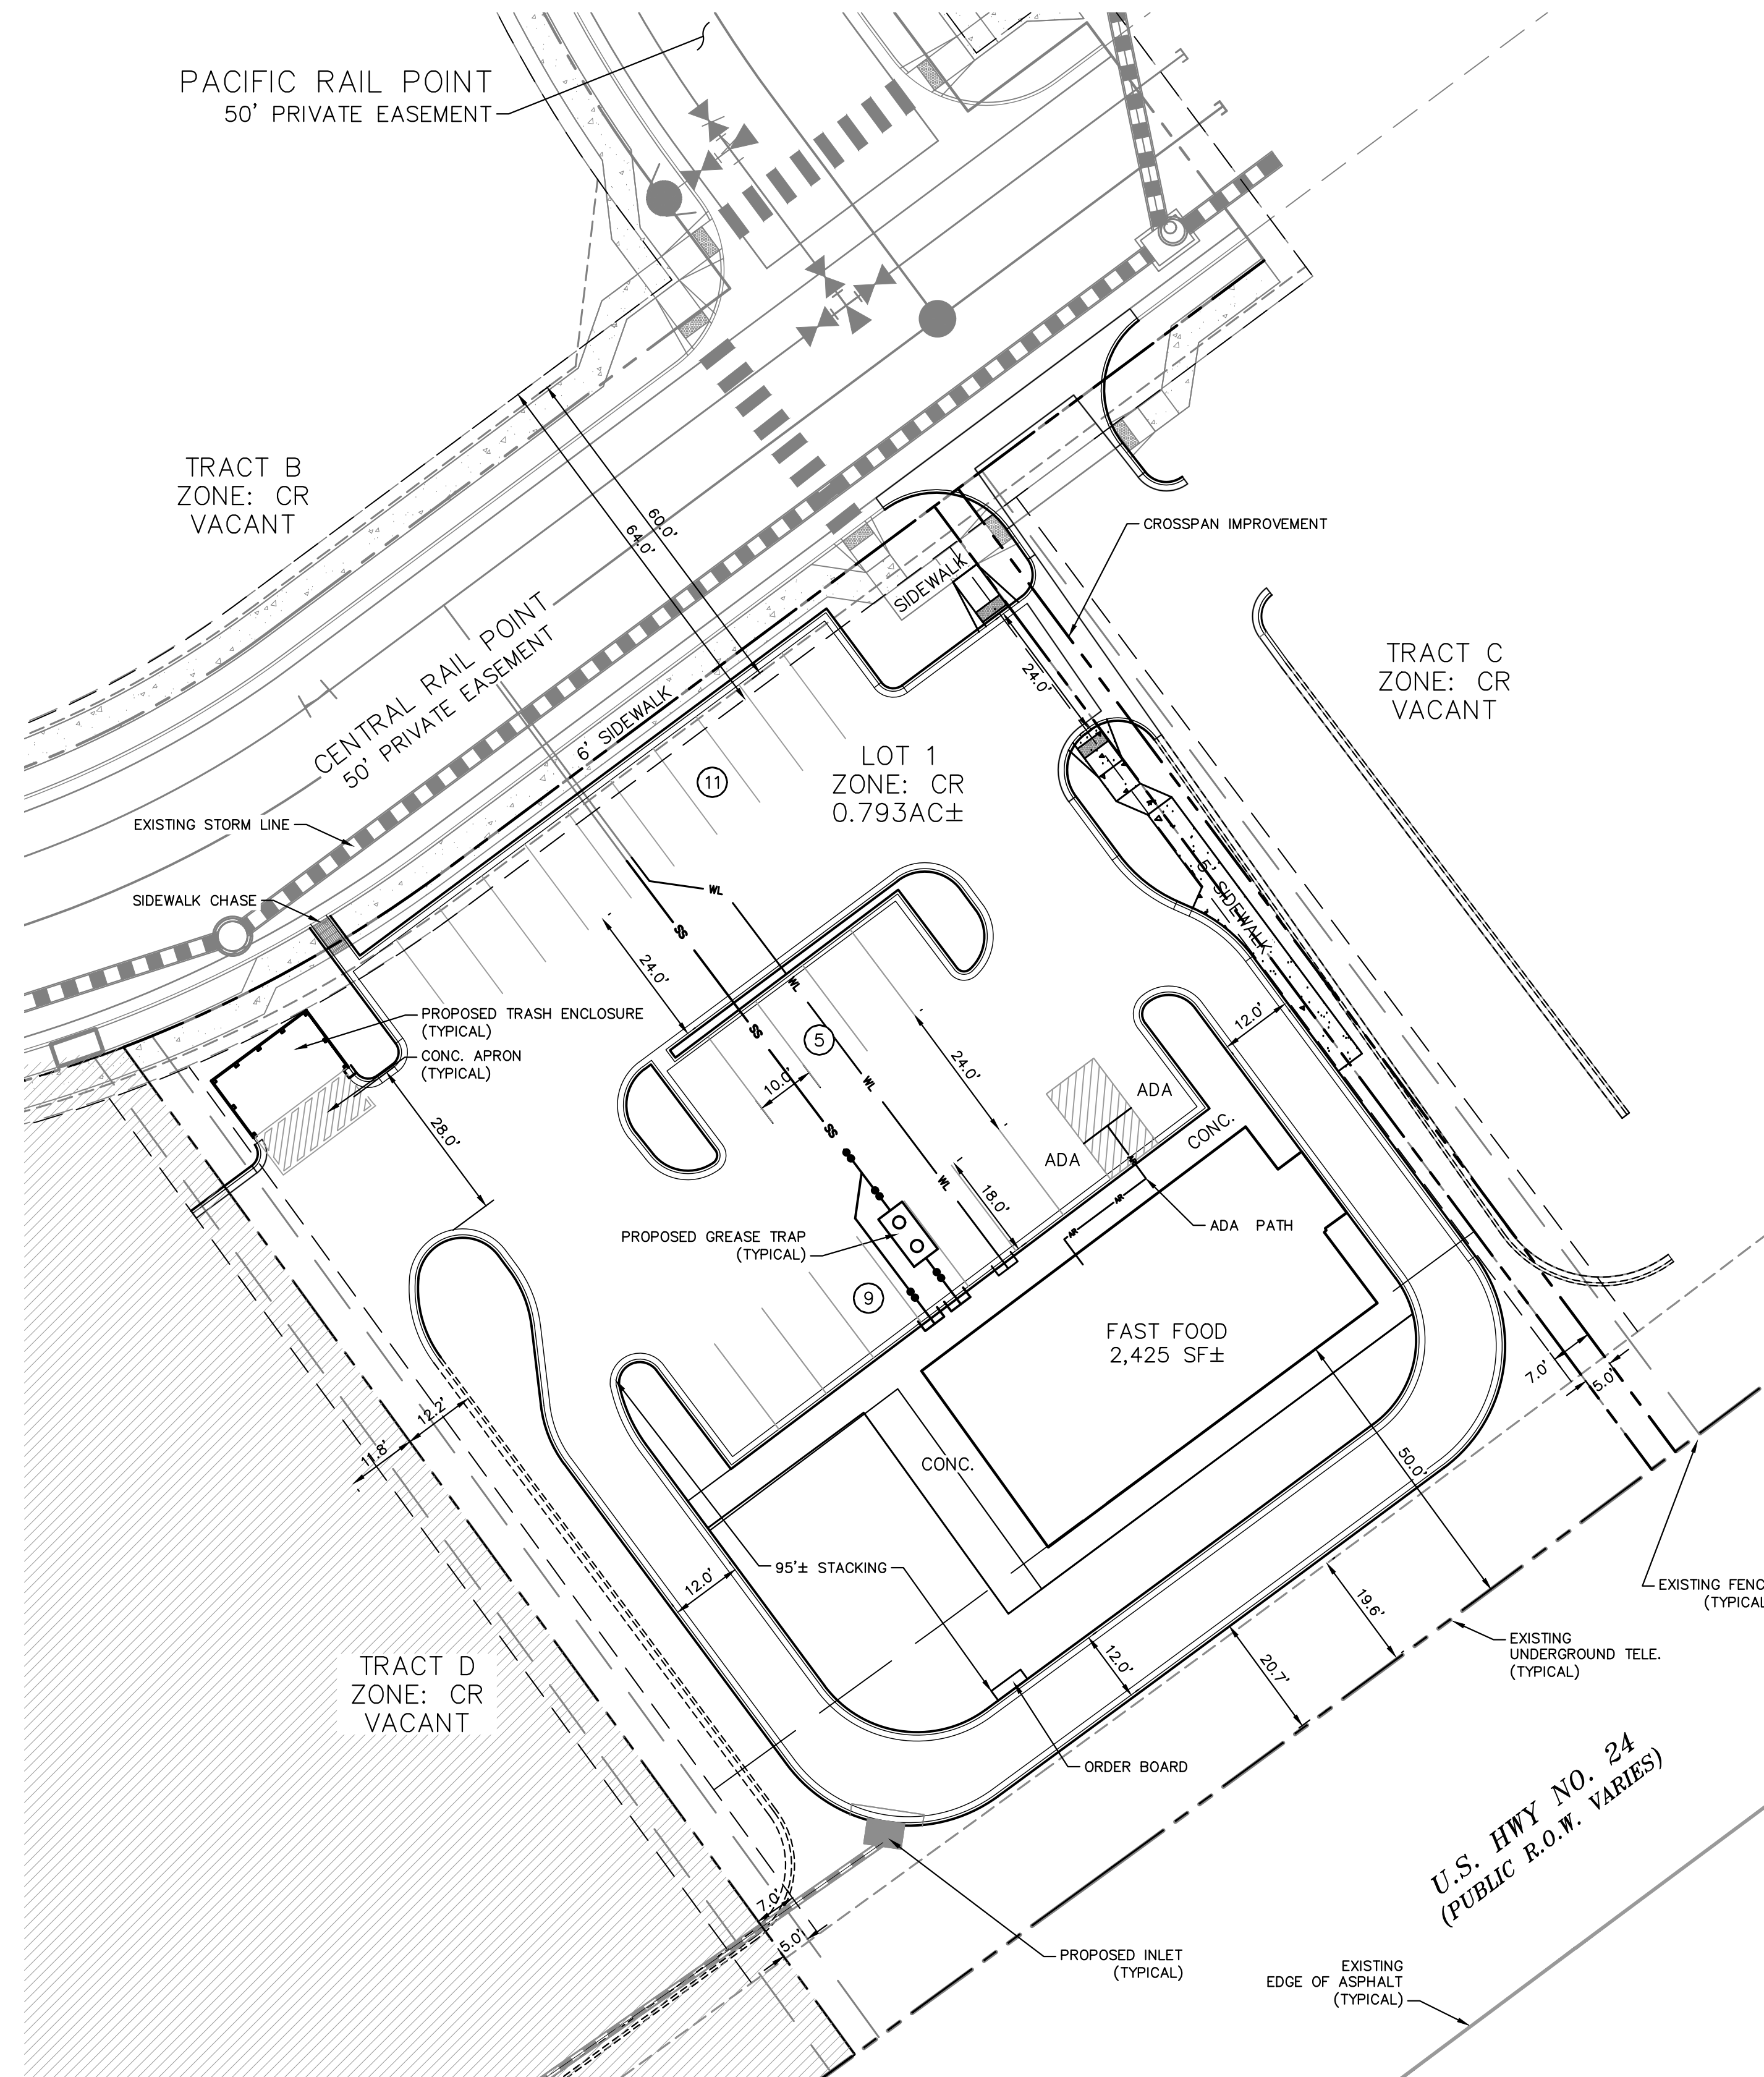 PACIFIC RAIL POINT
50' PRIVATE EASEMENT
TRACT B
ZONE: CR
VACANT
60.0'
64.0'
CENTRAL RAIL POINT
50' PRIVATE EASEMENT
6' SIDEWALK
SIDEWALK
CROSSPAN IMPROVEMENT
24.0'
TRACT C
ZONE: CR
VACANT
LOT 1
ZONE: CR
0.793AC±
11
EXISTING STORM LINE
SIDEWALK CHASE
WL
SS
5' SIDEWALK
24.0'
WL
SS
5
PROPOSED TRASH ENCLOSURE
(TYPICAL)
CONC. APRON
(TYPICAL)
12.0'
24.0'
10.0'
WL
SS
28.0'
ADA
ADA
CONC.
WL
18.0'
AR
AR
ADA PATH
PROPOSED GREASE TRAP
(TYPICAL)
9
FAST FOOD
2,425 SF±
7.0'
5.0'
12.2'
11.8'
CONC.
50.0'
95'± STACKING
12.0'
EXISTING FENC
(TYPICAL
19.6'
EXISTING
UNDERGROUND TELE.
(TYPICAL)
12.0'
20.7'
TRACT D
ZONE: CR
VACANT
ORDER BOARD
U.S. HWY NO. 24
(PUBLIC R.O.W. VARIES)
7.0'
5.0'
PROPOSED INLET
(TYPICAL)
EXISTING
EDGE OF ASPHALT
(TYPICAL)